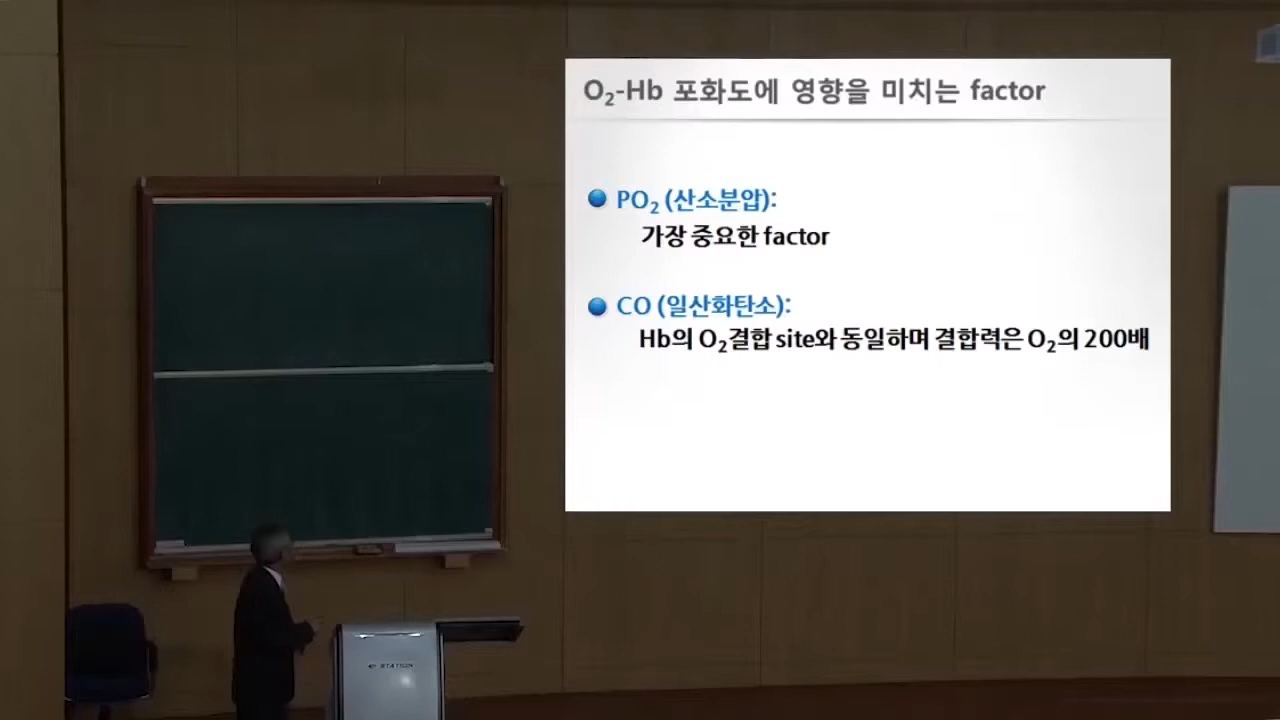 O₂-Hb 포화도에 영향을 미치는 factor
PO₂ (산소분압):
가장 중요한 factor
CO (일산화탄소):
Hb의 O₂결합 site와 동일하며 결합력은 O₂의 200배